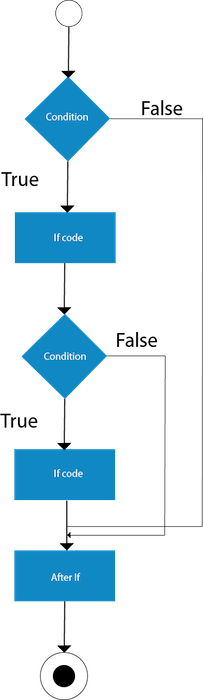 Condition
False
True
If code
Condition
False
True
If code
After If